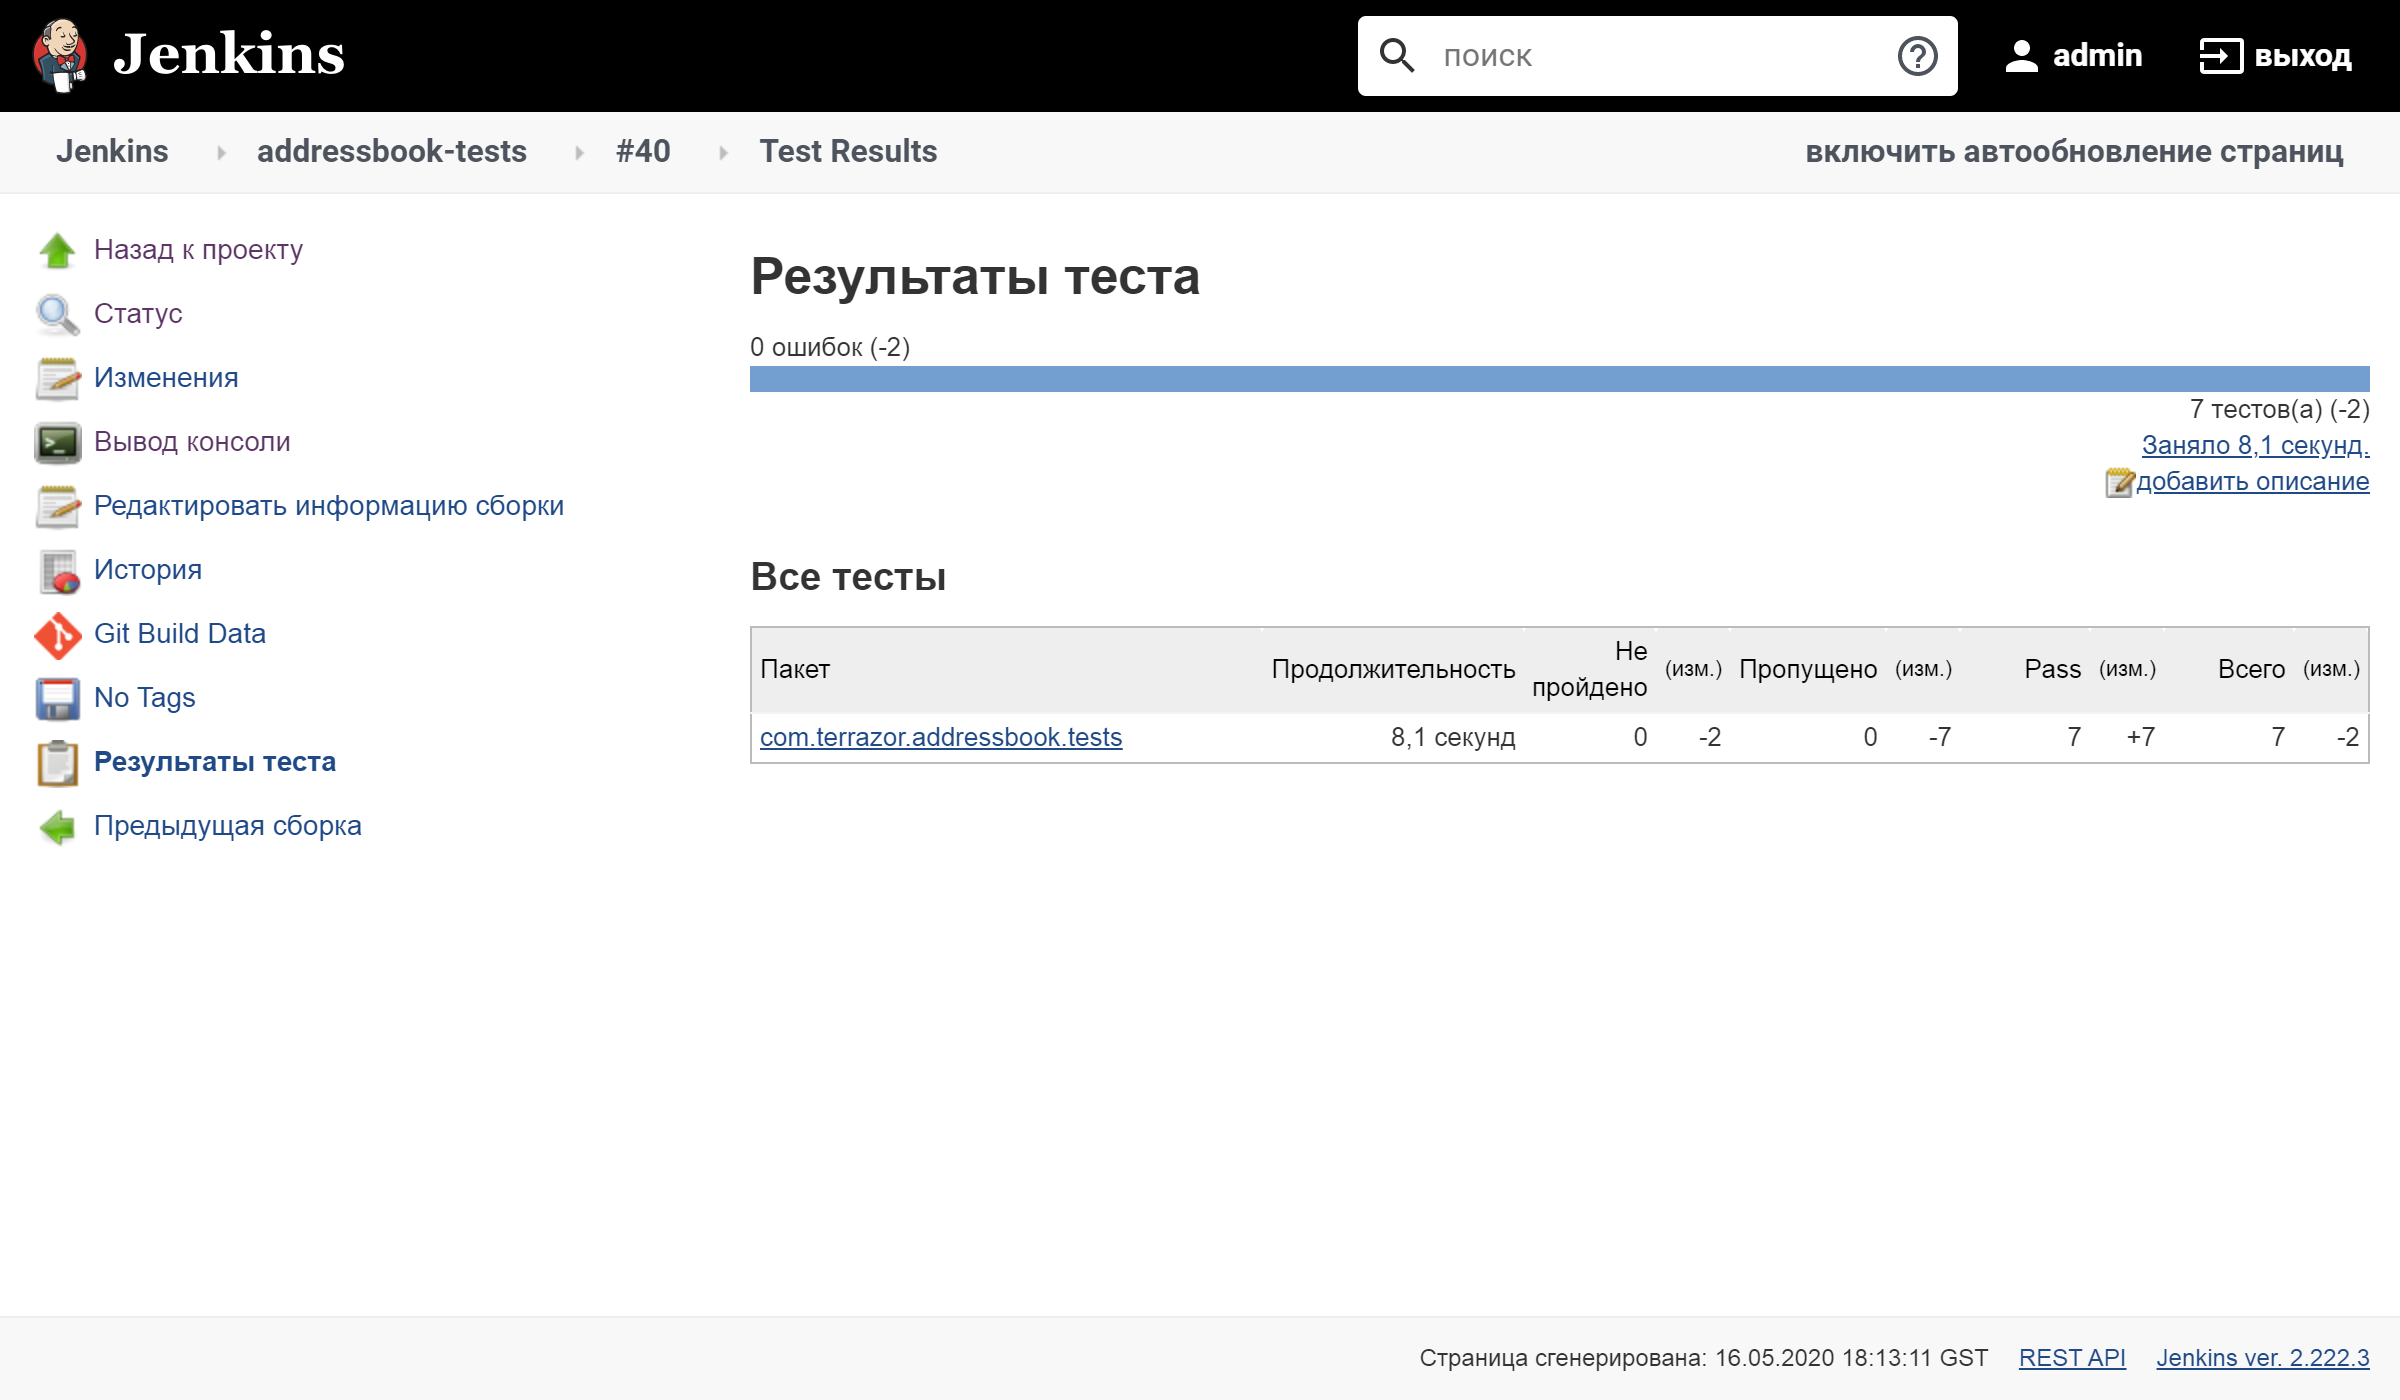 Jenkins
поиск
admin
выход
Jenkins
addressbook-tests
#40
Test Results
включить автообновление страниц
Назад к проекту
Статус
Изменения
Вывод консоли
Редактировать информацию сборки
История
Git Build Data
No Tags
Результаты теста
Предыдущая сборка
Результаты теста
0 ошибок (-2)
7 тестов(а) (-2)
Заняло 8,1 секунд.
добавить описание
Все тесты
Пакет Продолжительность Не пройдено (изм.) Пропущено (изм.) Pass (изм.) Всего (изм.)
com.terrazor.addressbook.tests 8,1 секунд 0 -2 0 -7 7 +7 7 -2
Страница сгенерирована: 16.05.2020 18:13:11 GST REST API Jenkins ver. 2.222.3